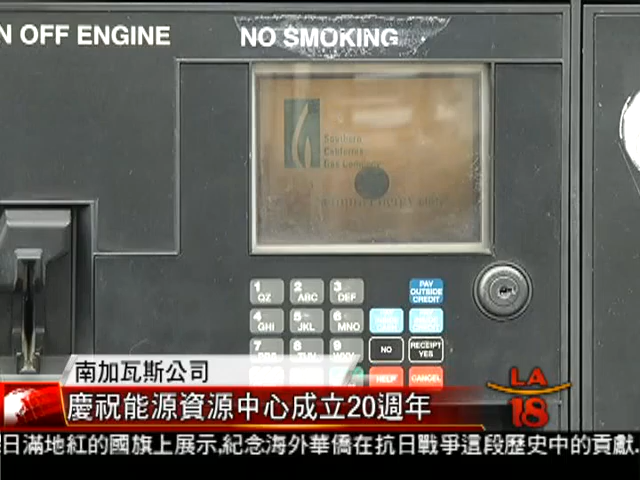 N OFF ENGINE
NO SMOKING
Southern
California
Gas Company
1 QZ
2 ABC
3 DEF
PAY OUTSIDE CREDIT
4 GHI
5 JKL
6 MNO
7
8
9
NO
RECEIPT YES
HELP
CANCEL
南加瓦斯公司
慶祝能源資源中心成立20週年
LA
18
日滿地紅的國旗上展示,紀念海外華僑在抗日戰爭這段歷史中的貢獻.